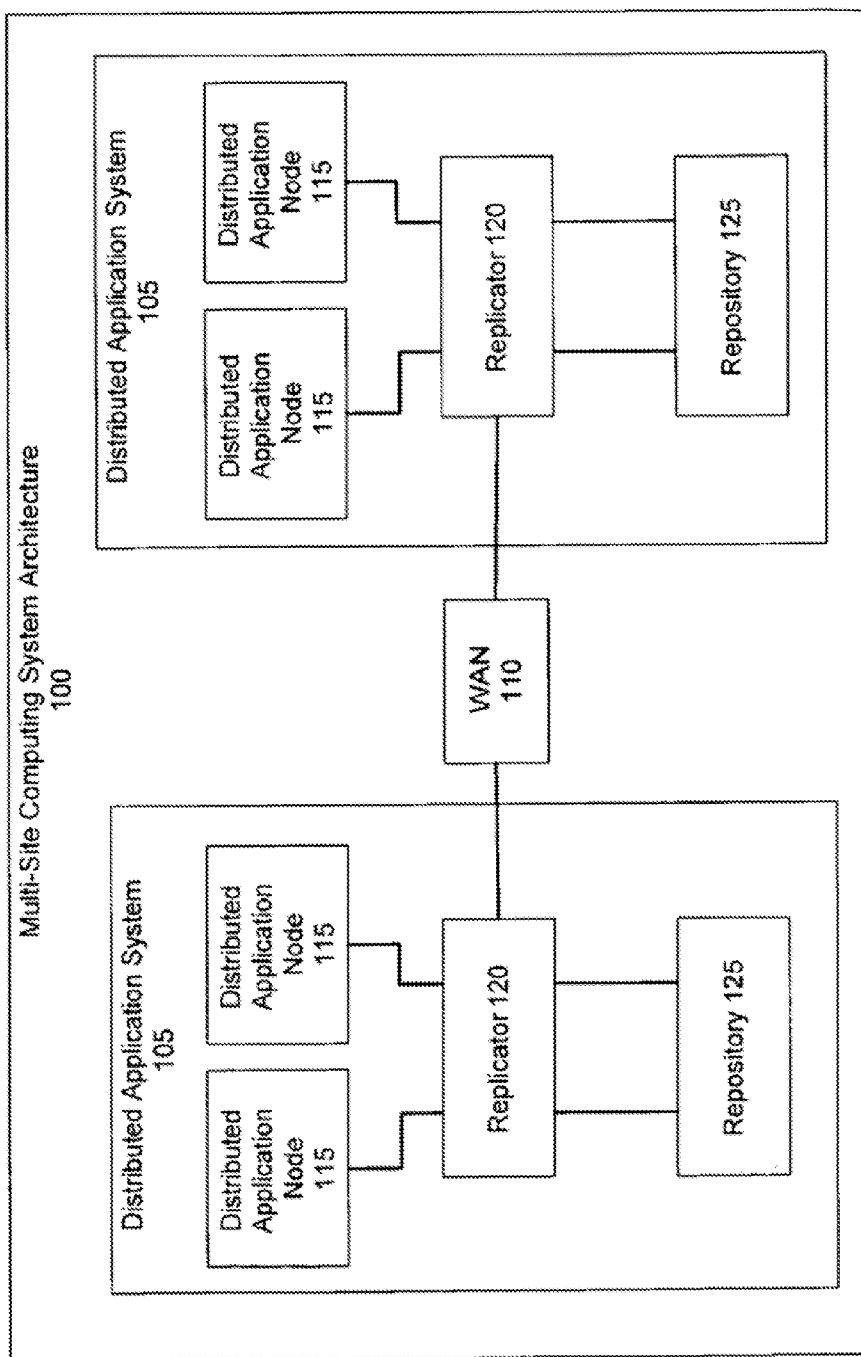 Multi-Site Computing System Architecture
100
Distributed Application System
105
Distributed
Application
Node
115
Distributed
Application
Node
115
Replicator 120
Repository 125
WAN
110
Distributed Application System
105
Distributed
Application
Node
115
Distributed
Application
Node
115
Replicator 120
Repository 125